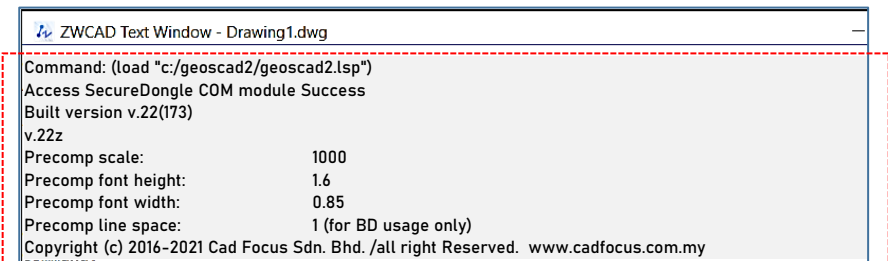 ZWCAD Text Window - Drawing1.dwg
Command: (load "c:/geoscad2/geoscad2.lsp")
Access SecureDongle COM module Success
Built version v.22(173)
v.22z
Precomp scale: 1000
Precomp font height: 1.6
Precomp font width: 0.85
Precomp line space: 1 (for BD usage only)
Copyright (c) 2016-2021 Cad Focus Sdn. Bhd. /all right Reserved. www.cadfocus.com.my